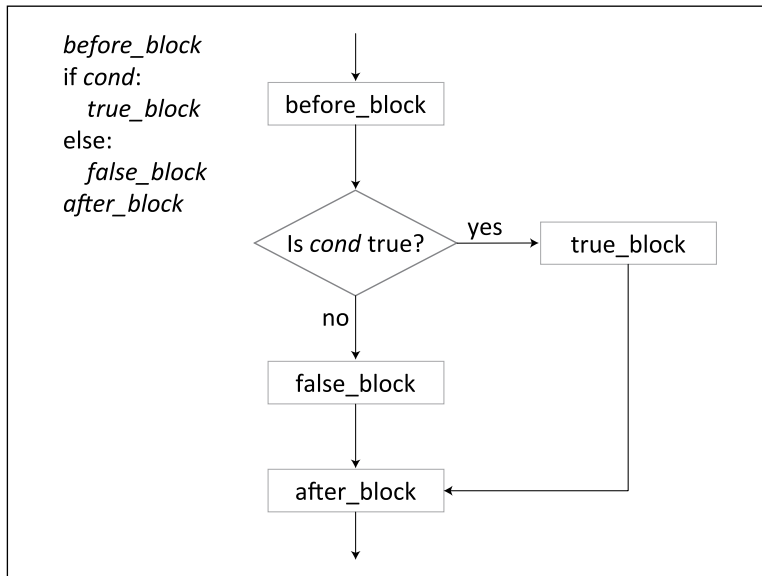 before_block
if cond:
true_block
else:
false_block
after_block
before_block
Is cond true?
yes
true_block
no
false_block
after_block